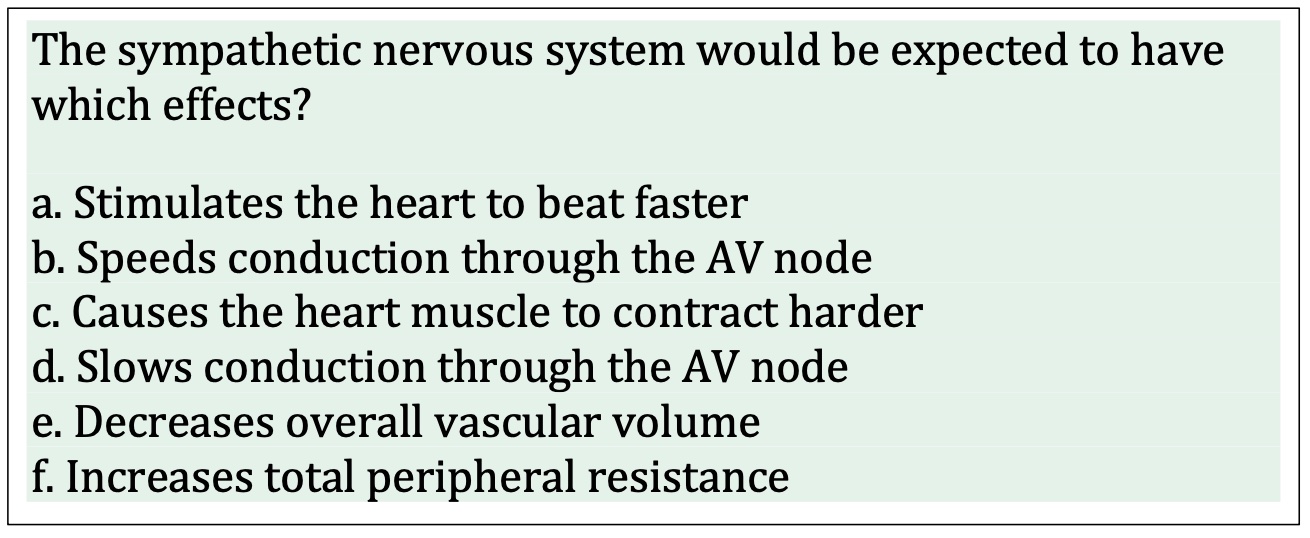 The sympathetic nervous system would be expected to have
which effects?
a. Stimulates the heart to beat faster
b. Speeds conduction through the AV node
c. Causes the heart muscle to contract harder
d. Slows conduction through the AV node
e. Decreases overall vascular volume
f. Increases total peripheral resistance